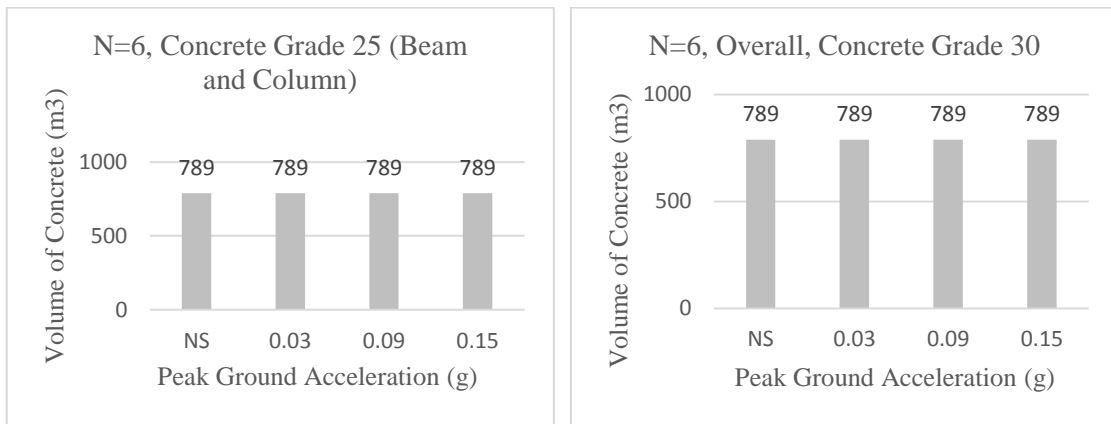 N=6, Concrete Grade 25 (Beam
and Column)
Volume of Concrete (m3)
1000
500
0
789 789 789 789
NS 0.03 0.09 0.15
Peak Ground Acceleration (g)
N=6, Overall, Concrete Grade 30
Volume of Concrete (m3)
1000
500
0
789 789 789 789
NS 0.03 0.09 0.15
Peak Ground Acceleration (g)